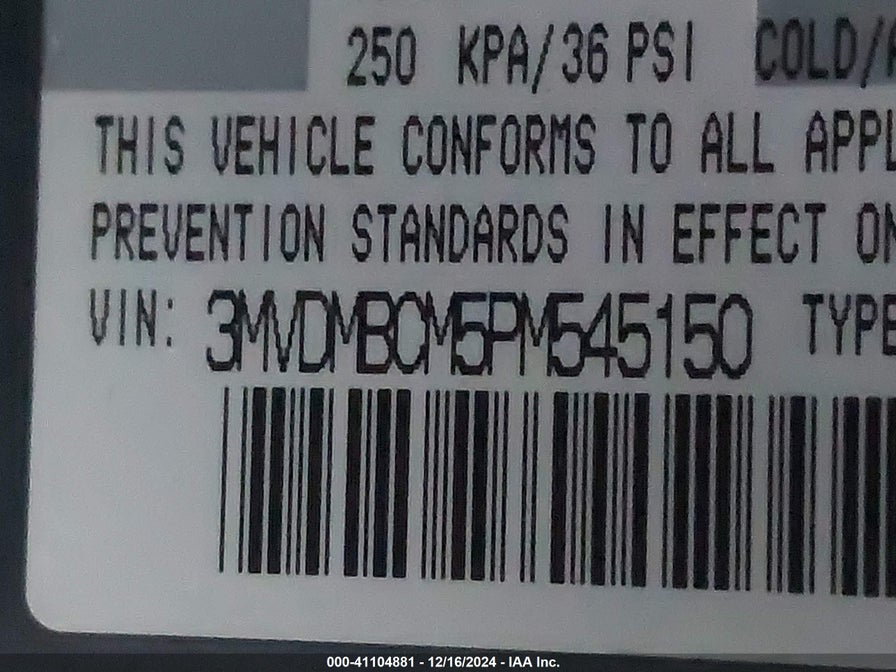 250 KPA/36 PSI COLD/
THIS VEHICLE CONFORMS TO ALL APPL
PREVENTION STANDARDS IN EFFECT ON
VIN: 3MVDMBCM5PM545150 TYPE
000-41104881 - 12/16/2024 - IAA Inc.